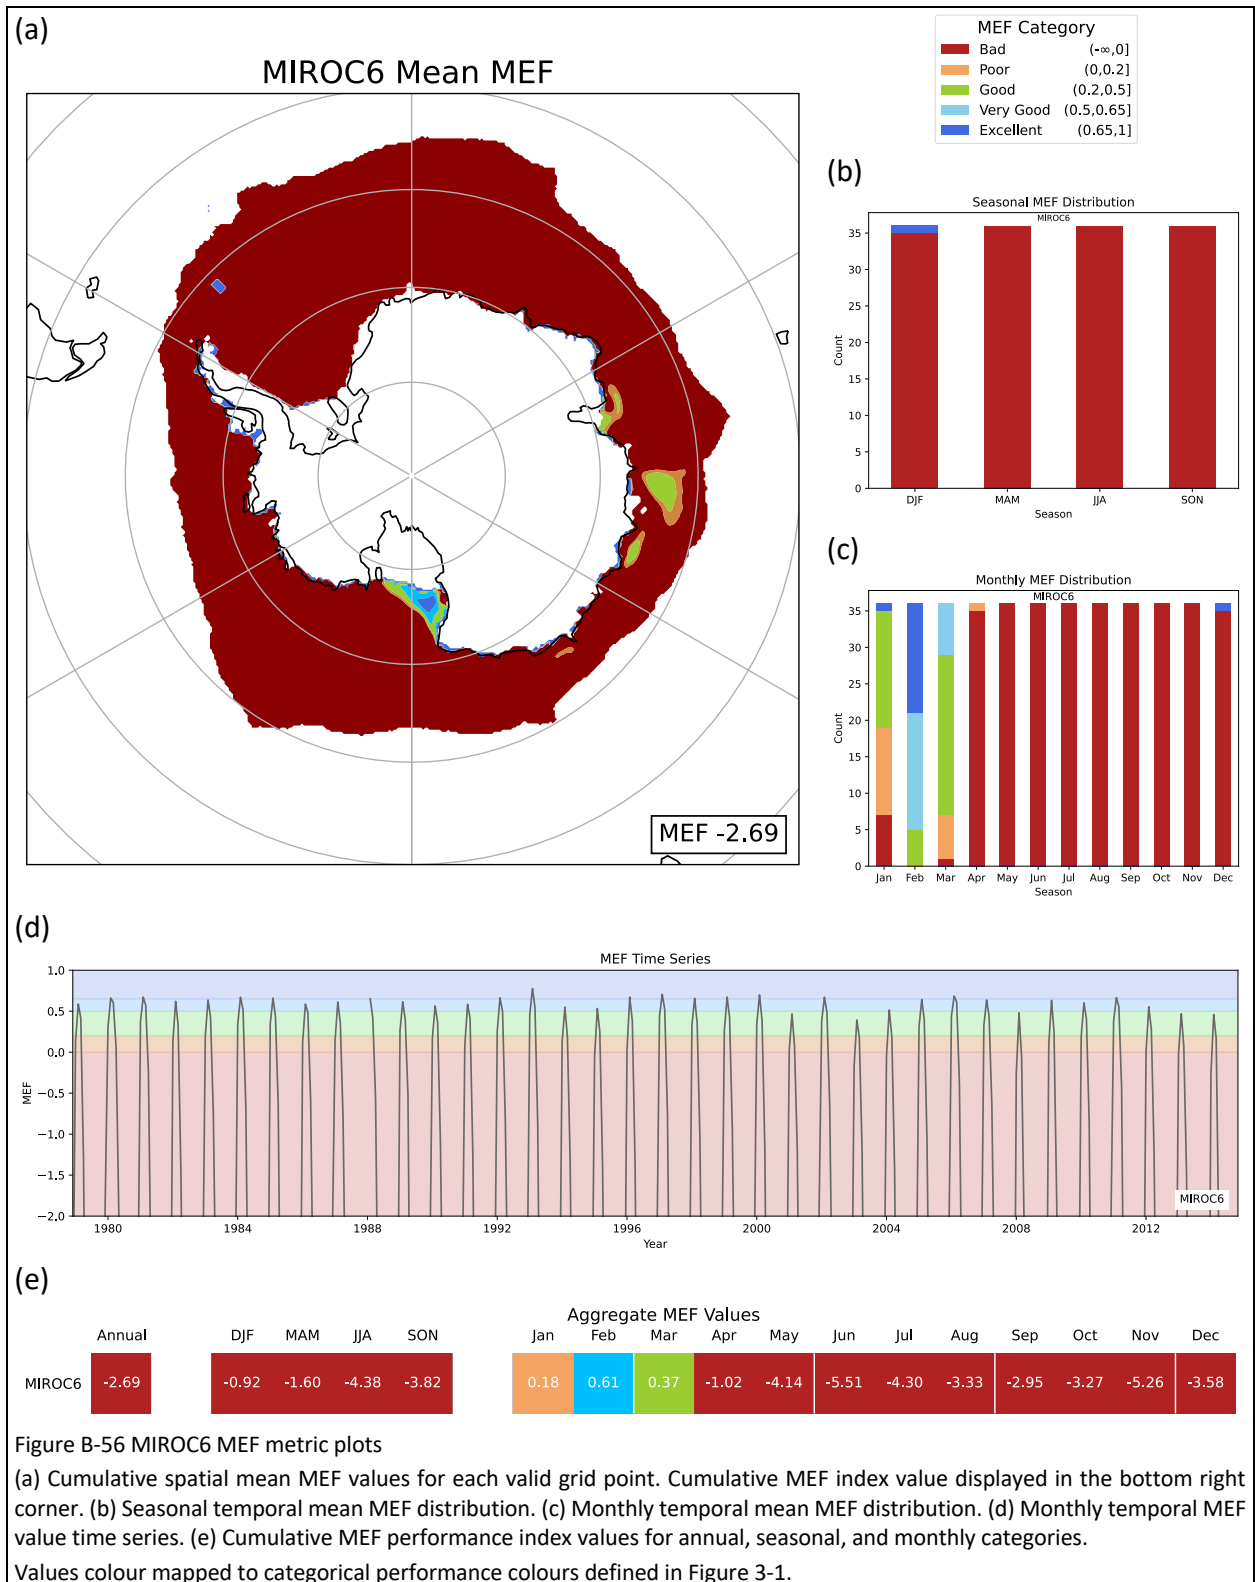 (a)
MIROC6 Mean MEF
MEF -2.69
MEF Category
Bad (-∞,0]
Poor (0,0.2]
Good (0.2,0.5]
Very Good (0.5,0.65]
Excellent (0.65,1]
(b)
Seasonal MEF Distribution
MIROC6
35
30
25
20
15
10
5
0
Count
DJF MAM JJA SON
Season
(c)
Monthly MEF Distribution
MIROC6
35
30
25
20
15
10
5
0
Count
Jan Feb Mar Apr May Jun Jul Aug Sep Oct Nov Dec
Season
(d)
MEF Time Series
1.0
0.5
0.0
−0.5
−1.0
−1.5
−2.0
MEF
MIROC6
1980 1984 1988 1992 1996 2000 2004 2008 2012
Year
(e)
Aggregate MEF Values
Annual DJF MAM JJA SON Jan Feb Mar Apr May Jun Jul Aug Sep Oct Nov Dec
MIROC6 -2.69 -0.92 -1.60 -4.38 -3.82 0.18 0.61 0.37 -1.02 -4.14 -5.51 -4.30 -3.33 -2.95 -3.27 -5.26 -3.58
Figure B-56 MIROC6 MEF metric plots
(a) Cumulative spatial mean MEF values for each valid grid point. Cumulative MEF index value displayed in the bottom right
corner. (b) Seasonal temporal mean MEF distribution. (c) Monthly temporal mean MEF distribution. (d) Monthly temporal MEF
value time series. (e) Cumulative MEF performance index values for annual, seasonal, and monthly categories.
Values colour mapped to categorical performance colours defined in Figure 3-1.